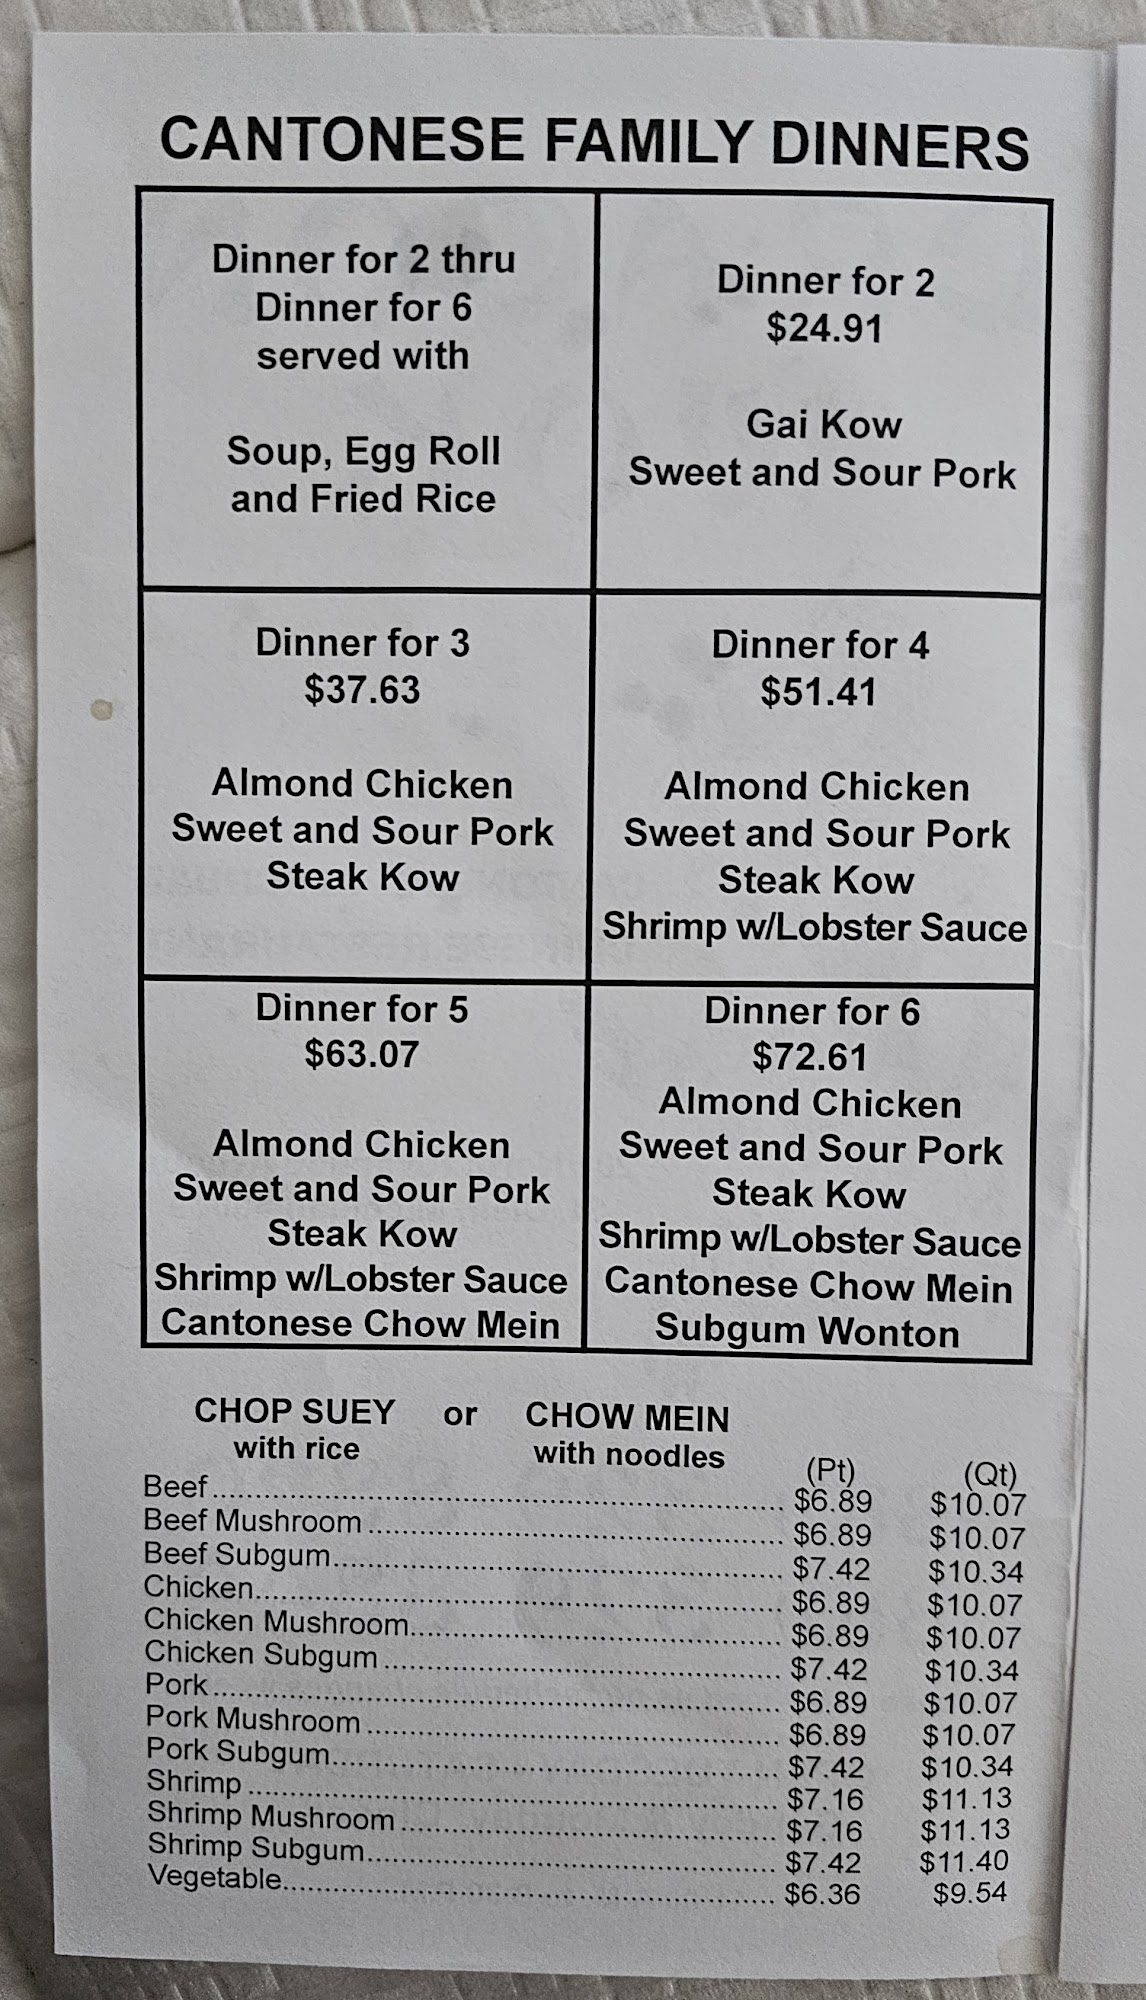 CANTONESE FAMILY DINNERS
Dinner for 2 thru
Dinner for 6
served with
Soup, Egg Roll
and Fried Rice
Dinner for 2
$24.91
Gai Kow
Sweet and Sour Pork
Dinner for 3
$37.63
Almond Chicken
Sweet and Sour Pork
Steak Kow
Dinner for 4
$51.41
Almond Chicken
Sweet and Sour Pork
Steak Kow
Shrimp w/Lobster Sauce
Dinner for 5
$63.07
Almond Chicken
Sweet and Sour Pork
Steak Kow
Shrimp w/Lobster Sauce
Cantonese Chow Mein
Dinner for 6
$72.61
Almond Chicken
Sweet and Sour Pork
Steak Kow
Shrimp w/Lobster Sauce
Cantonese Chow Mein
Subgum Wonton
CHOP SUEY or CHOW MEIN
with rice with noodles
(Pt) (Qt)
Beef $6.89 $10.07
Beef Mushroom $6.89 $10.07
Beef Subgum $7.42 $10.34
Chicken $6.89 $10.07
Chicken Mushroom $6.89 $10.07
Chicken Subgum $7.42 $10.34
Pork $6.89 $10.07
Pork Mushroom $6.89 $10.07
Pork Subgum $7.42 $10.34
Shrimp $7.16 $11.13
Shrimp Mushroom $7.16 $11.13
Shrimp Subgum $7.42 $11.40
Vegetable $6.36 $9.54